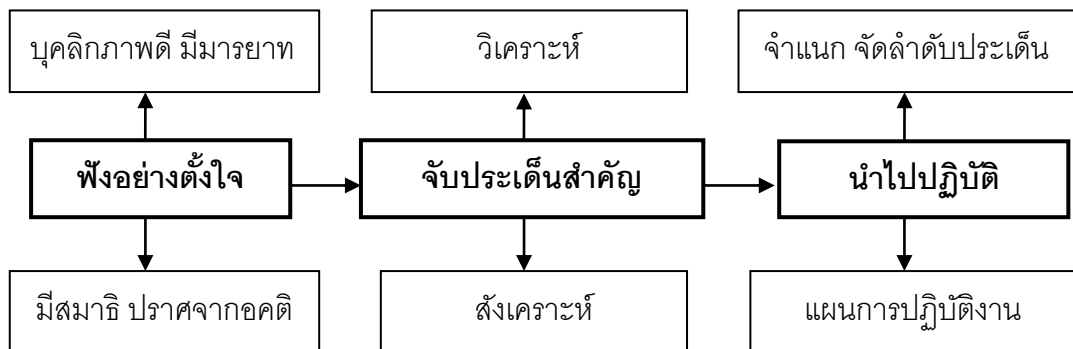 บุคลิกภาพดี มีมารยาท
วิเคราะห์
จำแนก จัดลำดับประเด็น
ฟังอย่างตั้งใจ
จับประเด็นสำคัญ
นำไปปฏิบัติ
มีสมาธิ ปราศจากอคติ
สังเคราะห์
แผนการปฏิบัติงาน